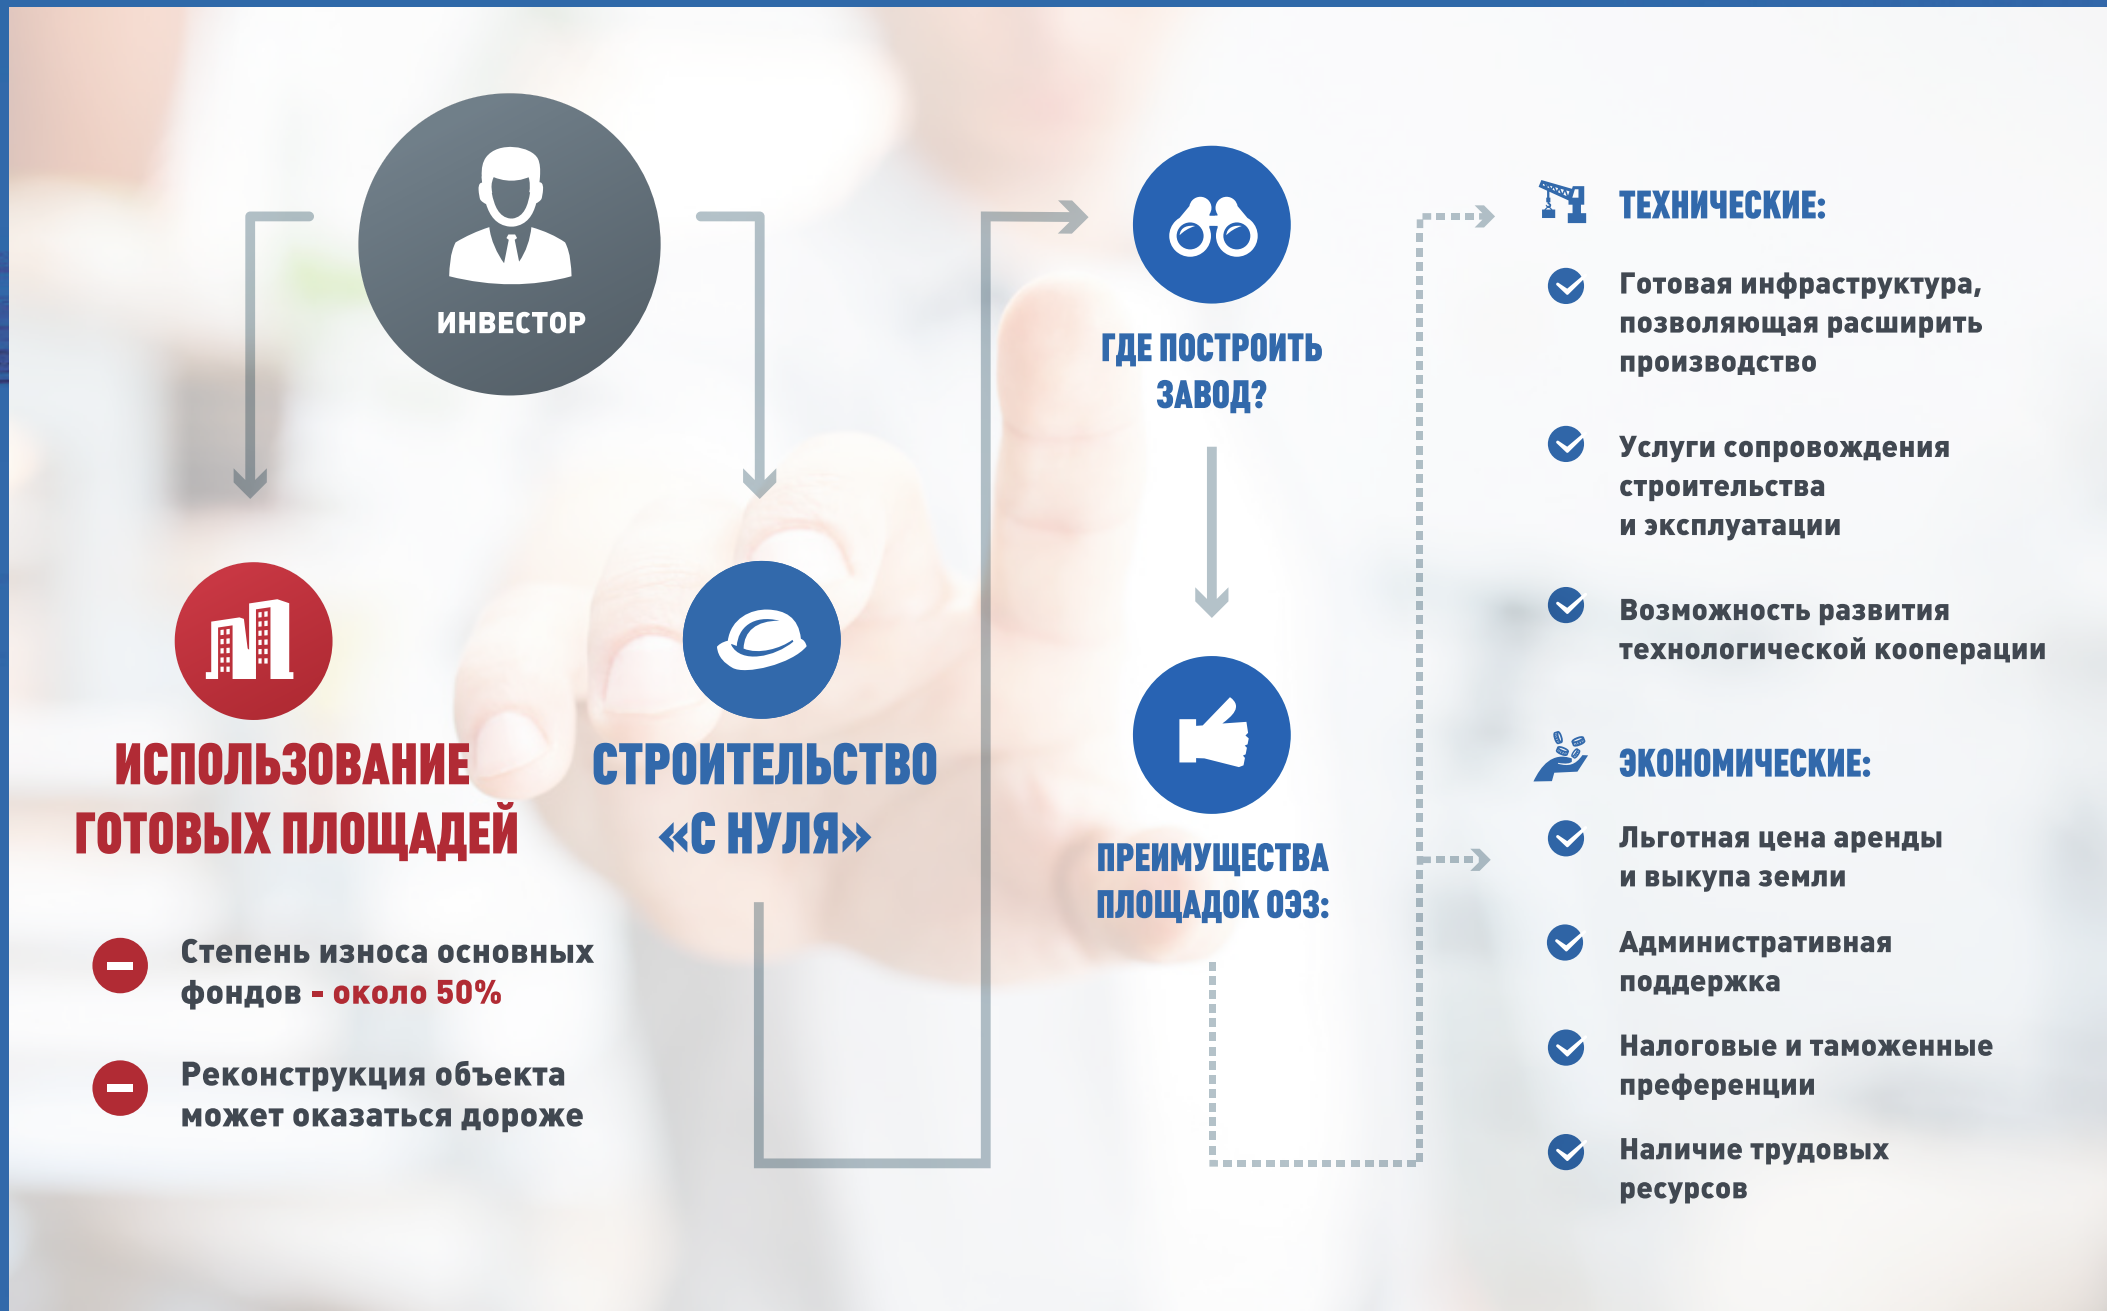 ИНВЕСТОР
ИСПОЛЬЗОВАНИЕ
ГОТОВЫХ ПЛОЩАДЕЙ
Степень износа основных
фондов - около 50%
Реконструкция объекта
может оказаться дороже
СТРОИТЕЛЬСТВО
«С НУЛЯ»
ГДЕ ПОСТРОИТЬ
ЗАВОД?
ПРЕИМУЩЕСТВА
ПЛОЩАДОК ОЭЗ:
ТЕХНИЧЕСКИЕ:
Готовая инфраструктура,
позволяющая расширить
производство
Услуги сопровождения
строительства
и эксплуатации
Возможность развития
технологической кооперации
ЭКОНОМИЧЕСКИЕ:
Льготная цена аренды
и выкупа земли
Административная
поддержка
Налоговые и таможенные
преференции
Наличие трудовых
ресурсов